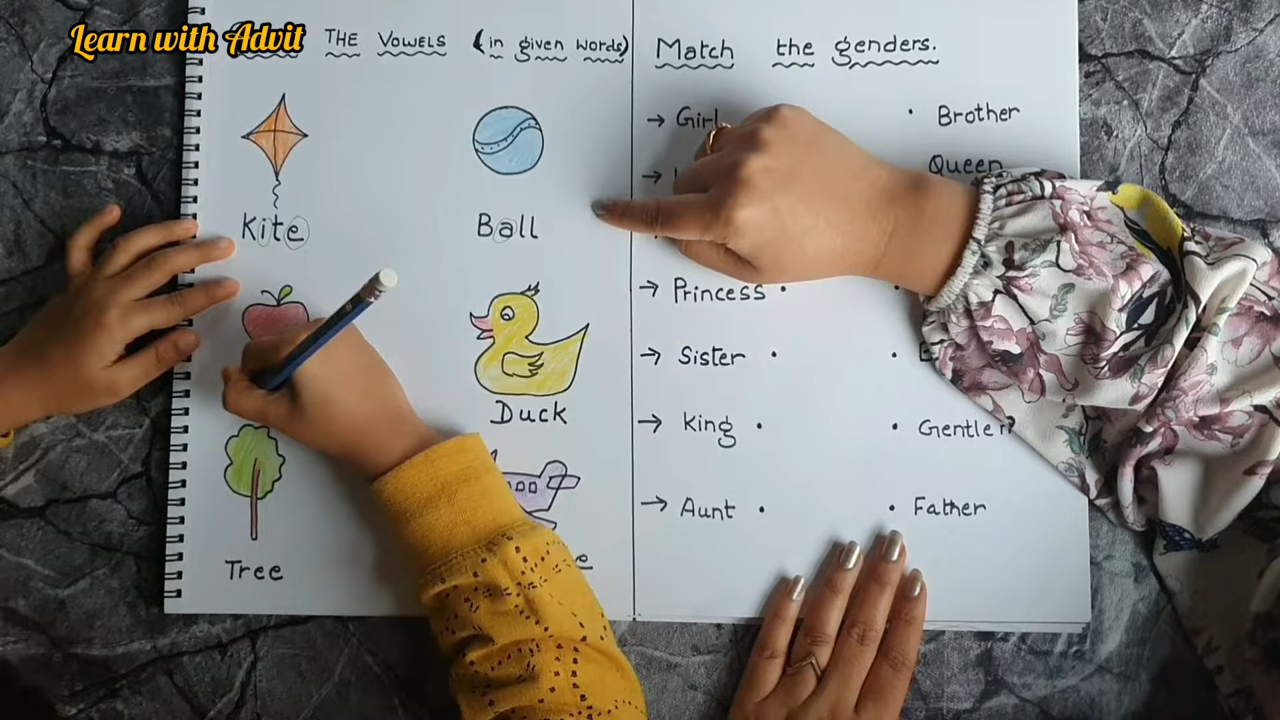 Learn with Advit
THE VOWELS (in given words)
Kite
Ball
Duck
Tree
Match the genders.
→ Girl
• Brother
→
Queen
→ Princess •
•
→ Sister •
•
→ King •
• Gentle
→ Aunt •
• Father